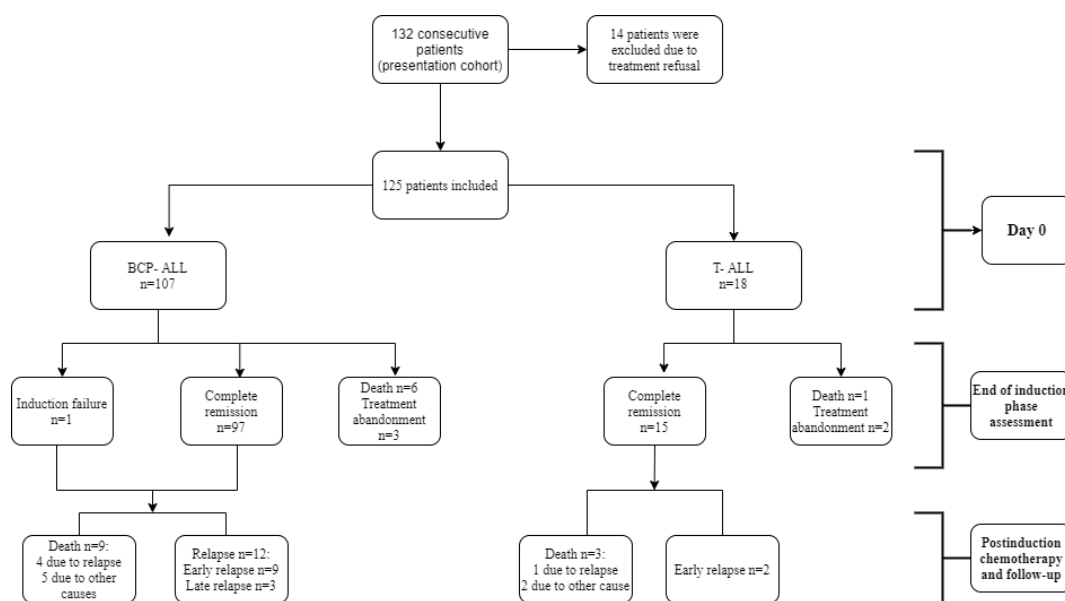 132 consecutive
patients
(presentation cohort)
14 patients were
excluded due to
treatment refusal
125 patients included
Day 0
BCP- ALL
n=107
T- ALL
n=18
Induction failure
n=1
Complete
remission
n=97
Death n=6
Treatment
abandonment
n=3
Complete
remission
n=15
Death n=1
Treatment
abandonment n=2
End of induction
phase
assessment
Death n=9:
4 due to relapse
5 due to other
causes
Relapse n=12:
Early relapse n=9
Late relapse n=3
Death n=3:
1 due to relapse
2 due to other cause
Early relapse n=2
Postinduction
chemotherapy
and follow-up